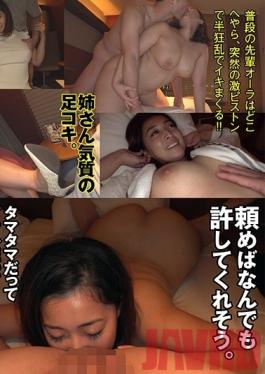 普段の先輩オーラはどこ
へやら、突然の激ピストン
で半狂乱でイキまくる!!
姉さん気質の
足コキ。
頼めばなんでも
許してくれそう。
タマタマだって